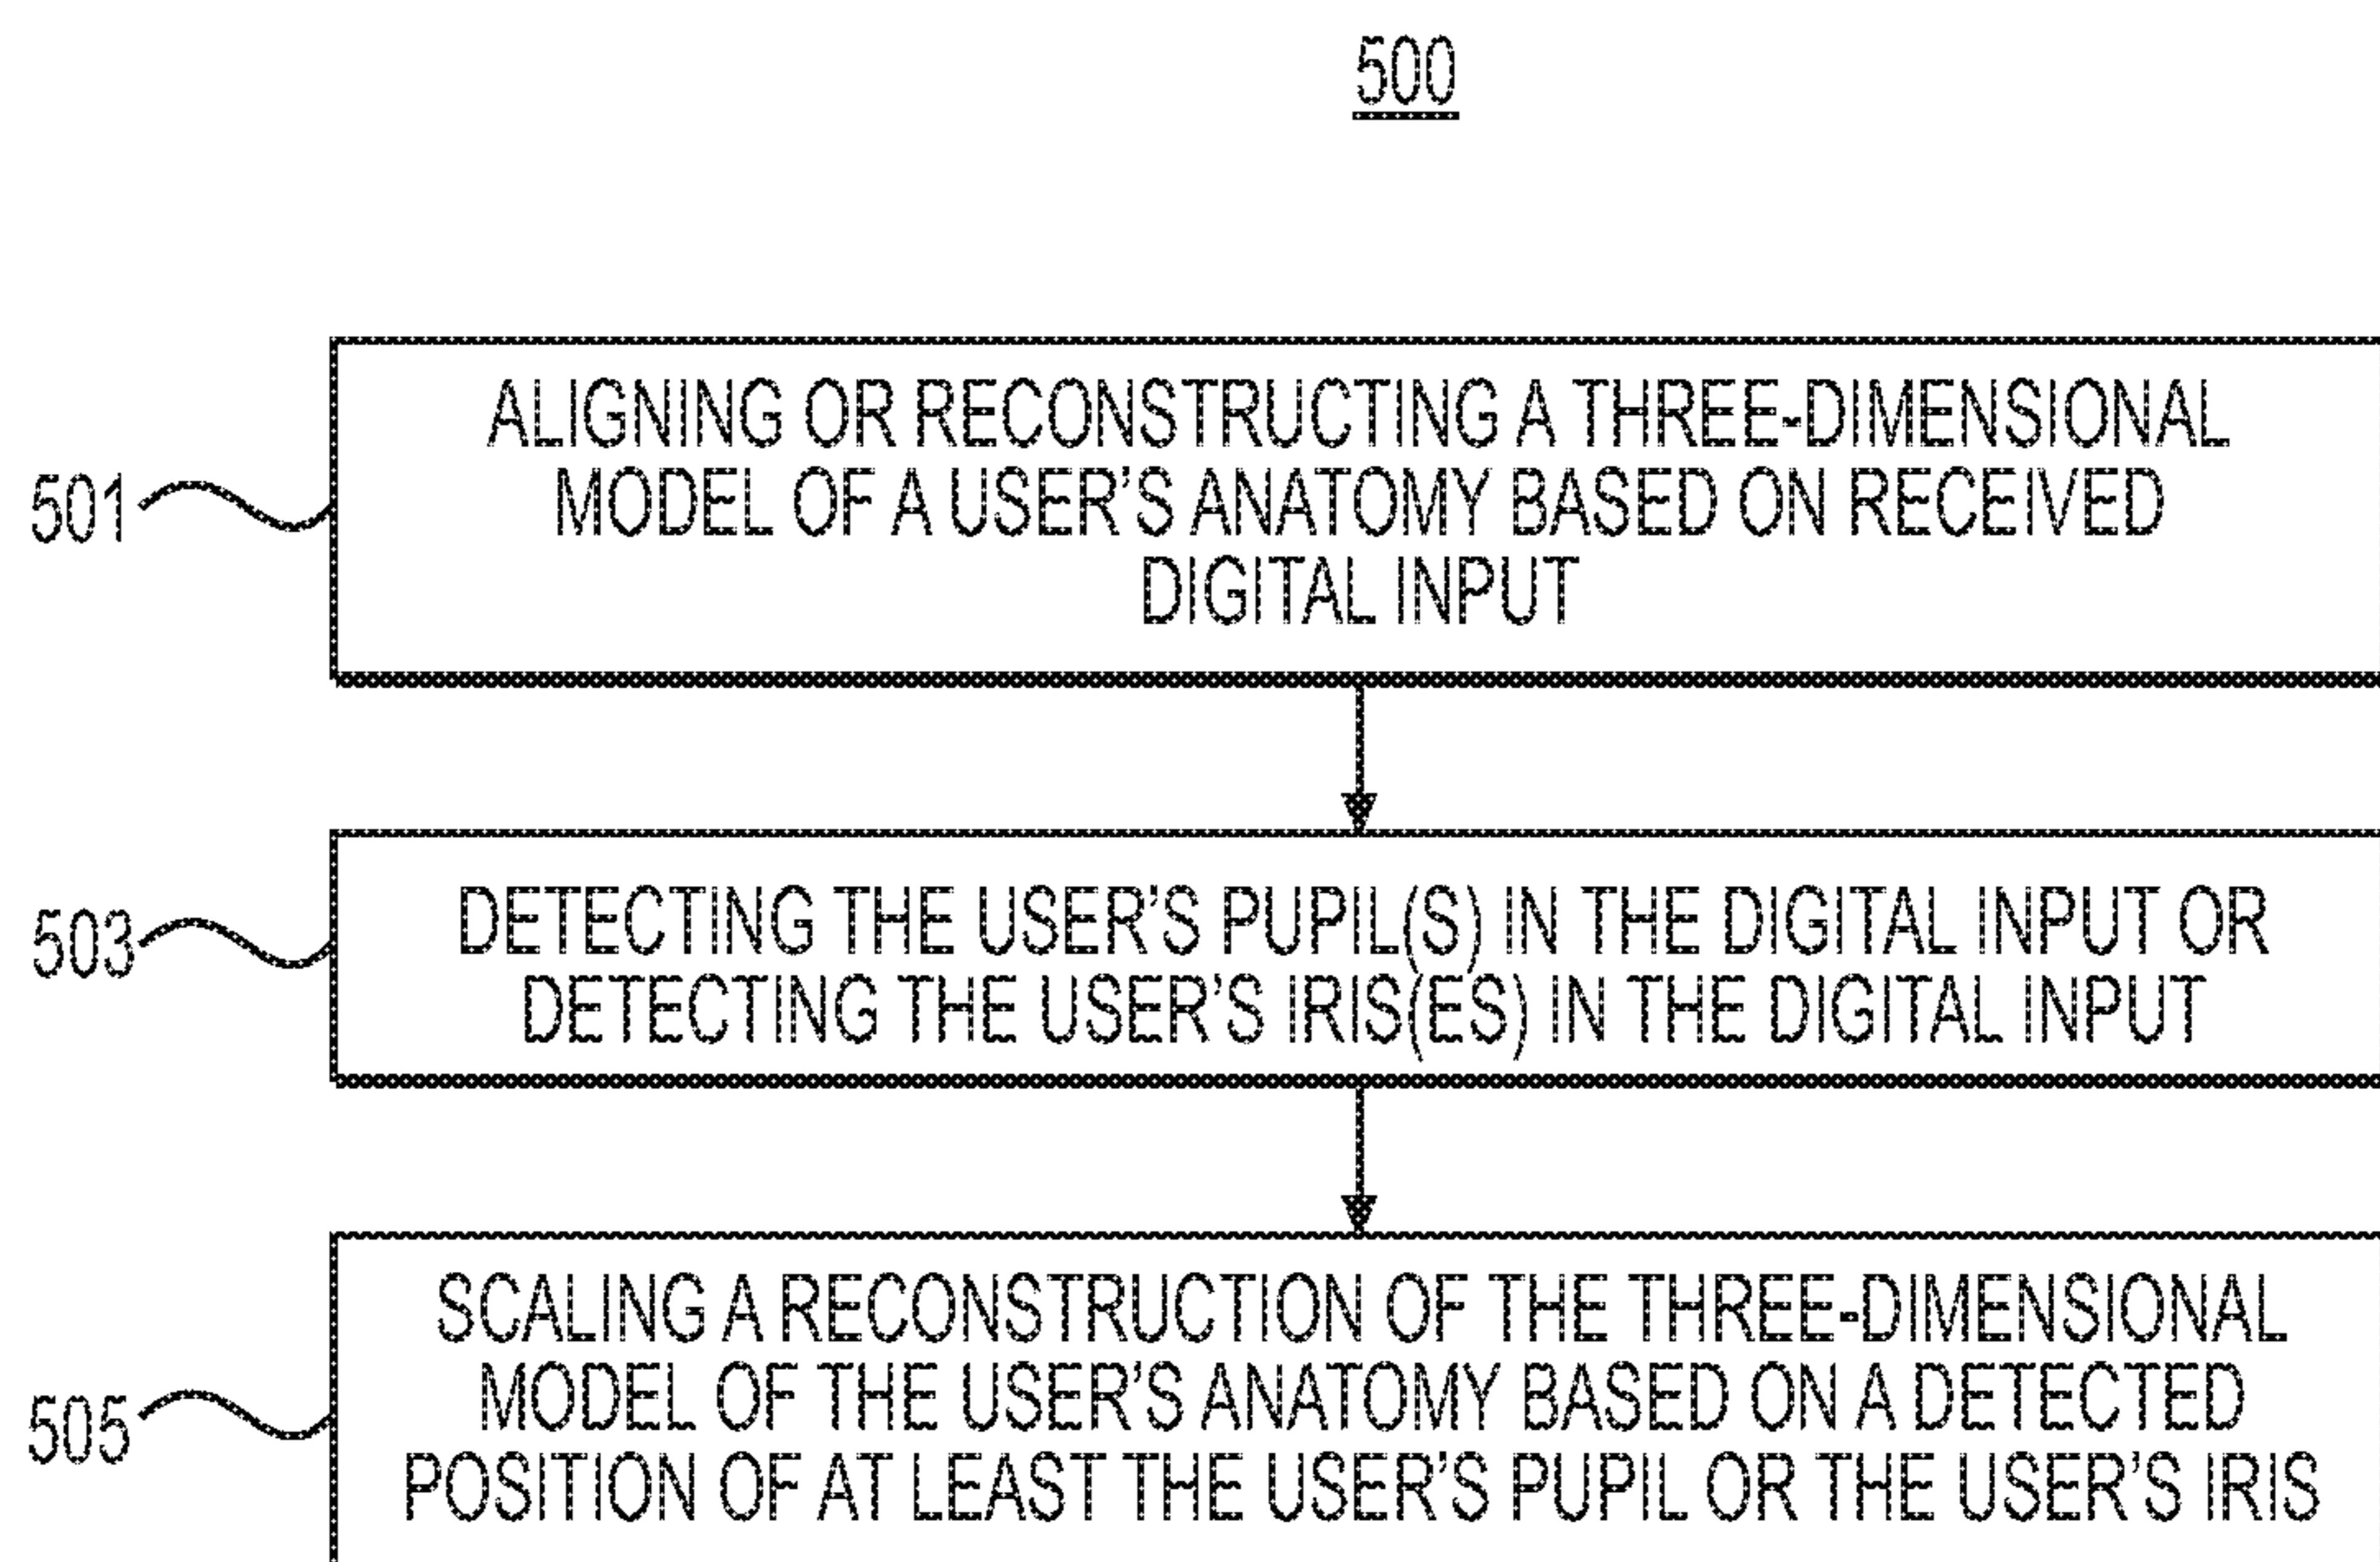 500
501
ALIGNING OR RECONSTRUCTING A THREE-DIMENSIONAL
MODEL OF A USER'S ANATOMY BASED ON RECEIVED
DIGITAL INPUT
503
DETECTING THE USER'S PUPIL(S) IN THE DIGITAL INPUT OR
DETECTING THE USER'S IRIS(ES) IN THE DIGITAL INPUT
505
SCALING A RECONSTRUCTION OF THE THREE-DIMENSIONAL
MODEL OF THE USER'S ANATOMY BASED ON A DETECTED
POSITION OF AT LEAST THE USER'S PUPIL OR THE USER'S IRIS